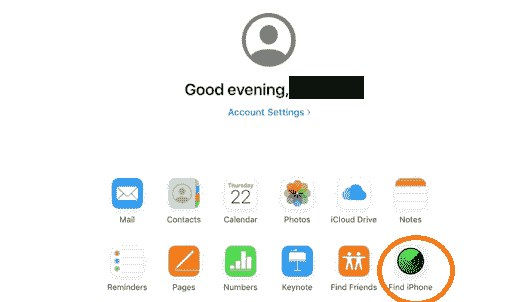 Good evening,
Account Settings >
Thursday
22
Mail Contacts Calendar Photos iCloud Drive Notes
Reminders Pages Numbers Keynote Find Friends Find iPhone